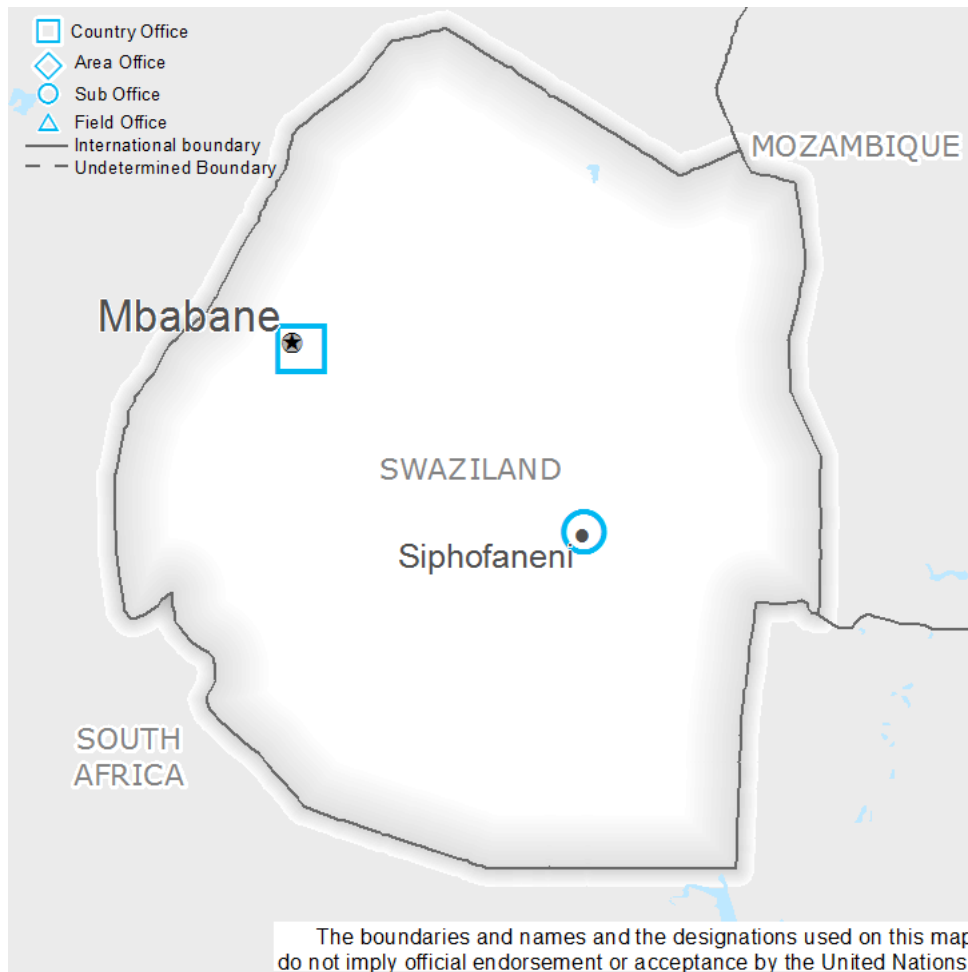 Country Office
Area Office
Sub Office
Field Office
International boundary
Undetermined Boundary
MOZAMBIQUE
Mbabane
SWAZILAND
Siphofaneni
SOUTH
AFRICA
The boundaries and names and the designations used on this map
do not imply official endorsement or acceptance by the United Nations.